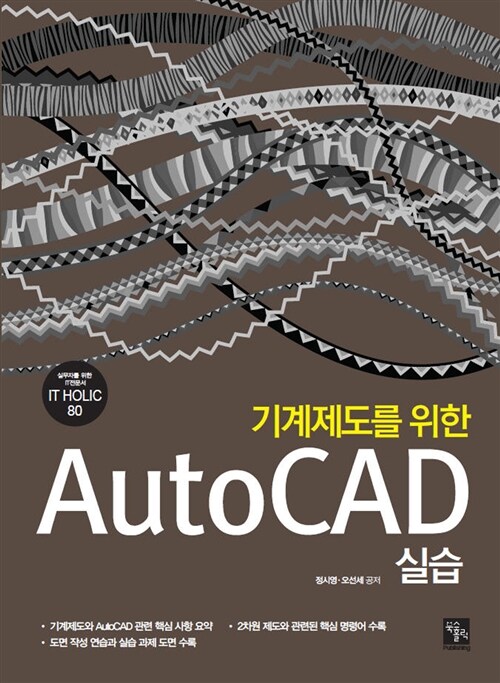 실무자를 위한
IT전문서
IT HOLIC
80
기계제도를 위한
AutoCAD
실습
정시영·오선세 공저
• 기계제도와 AutoCAD 관련 핵심 사항 요약
• 2차원 제도와 관련된 핵심 명령어 수록
• 도면 작성 연습과 실습 과제 도면 수록
북스
홀릭
Publishing